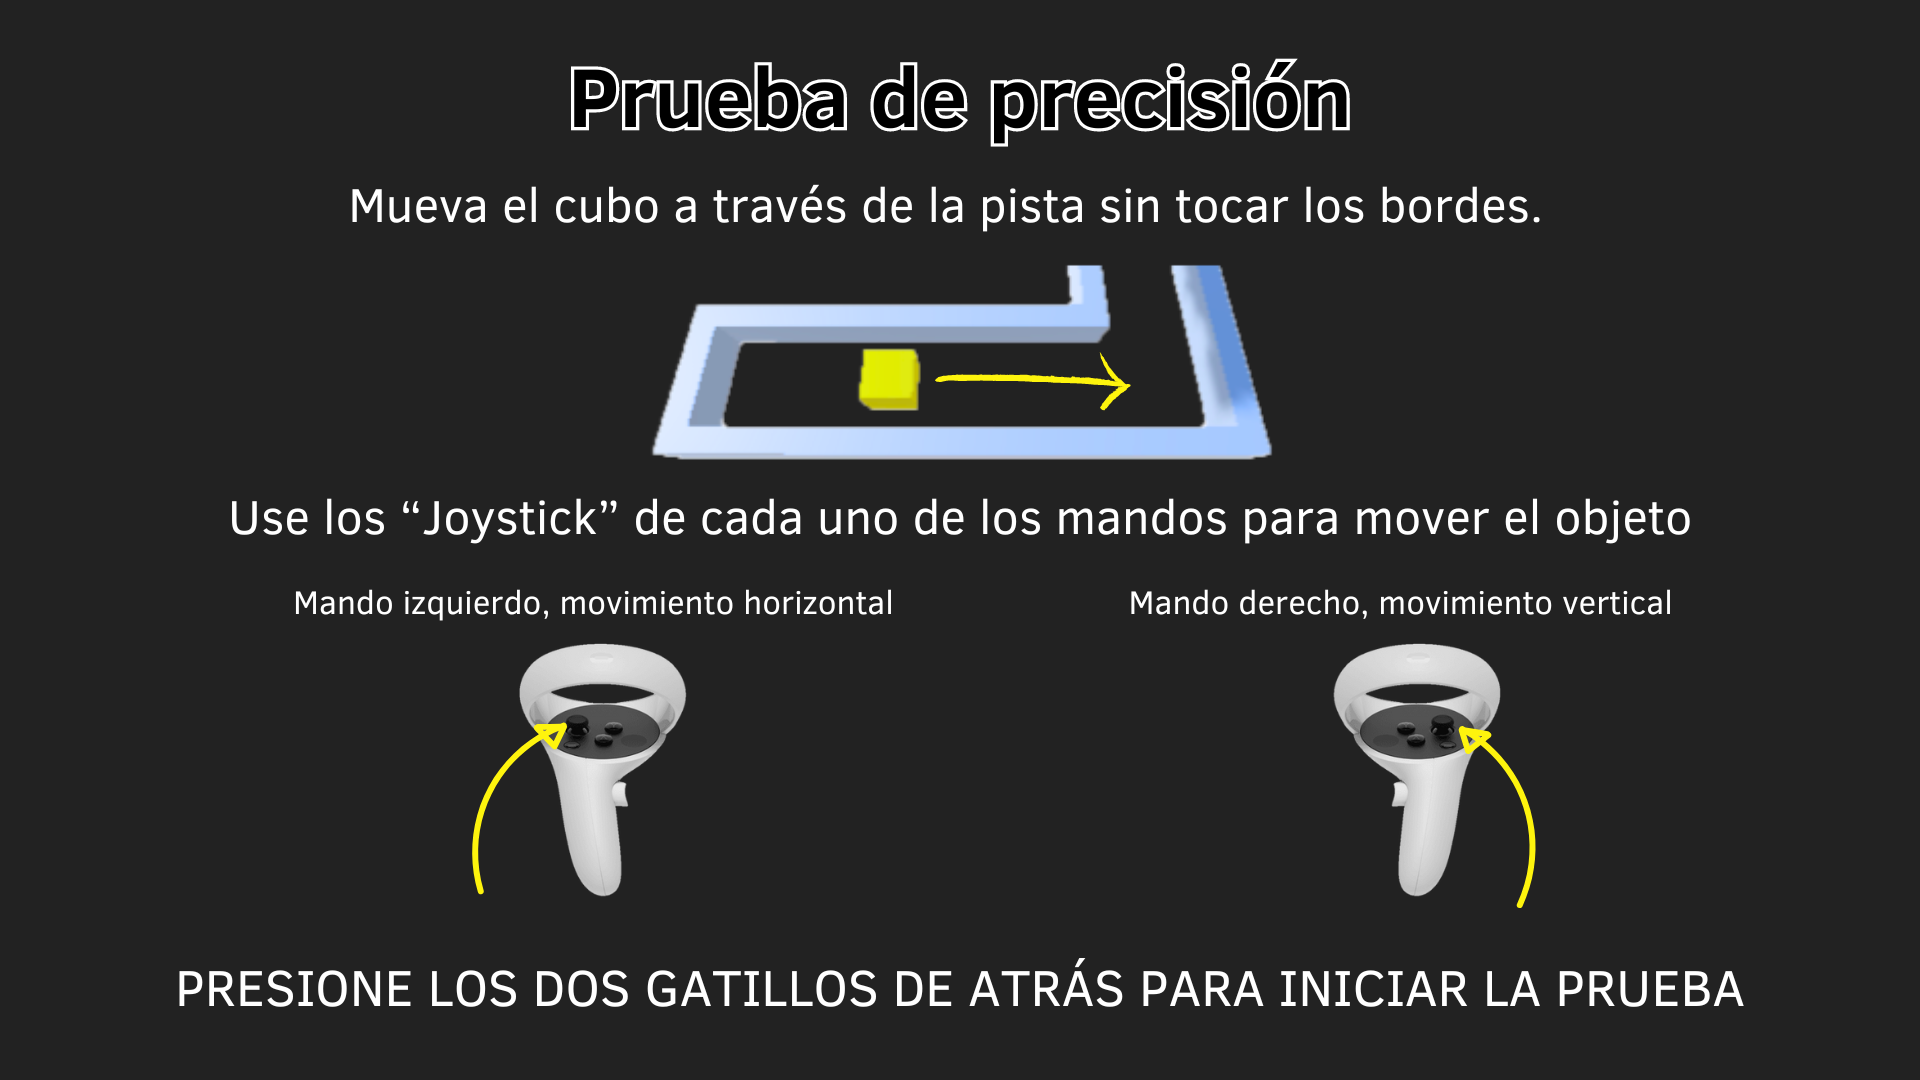 Prueba de precisión
Mueva el cubo a través de la pista sin tocar los bordes.
Use los “Joystick” de cada uno de los mandos para mover el objeto
Mando izquierdo, movimiento horizontal
Mando derecho, movimiento vertical
PRESIONE LOS DOS GATILLOS DE ATRÁS PARA INICIAR LA PRUEBA